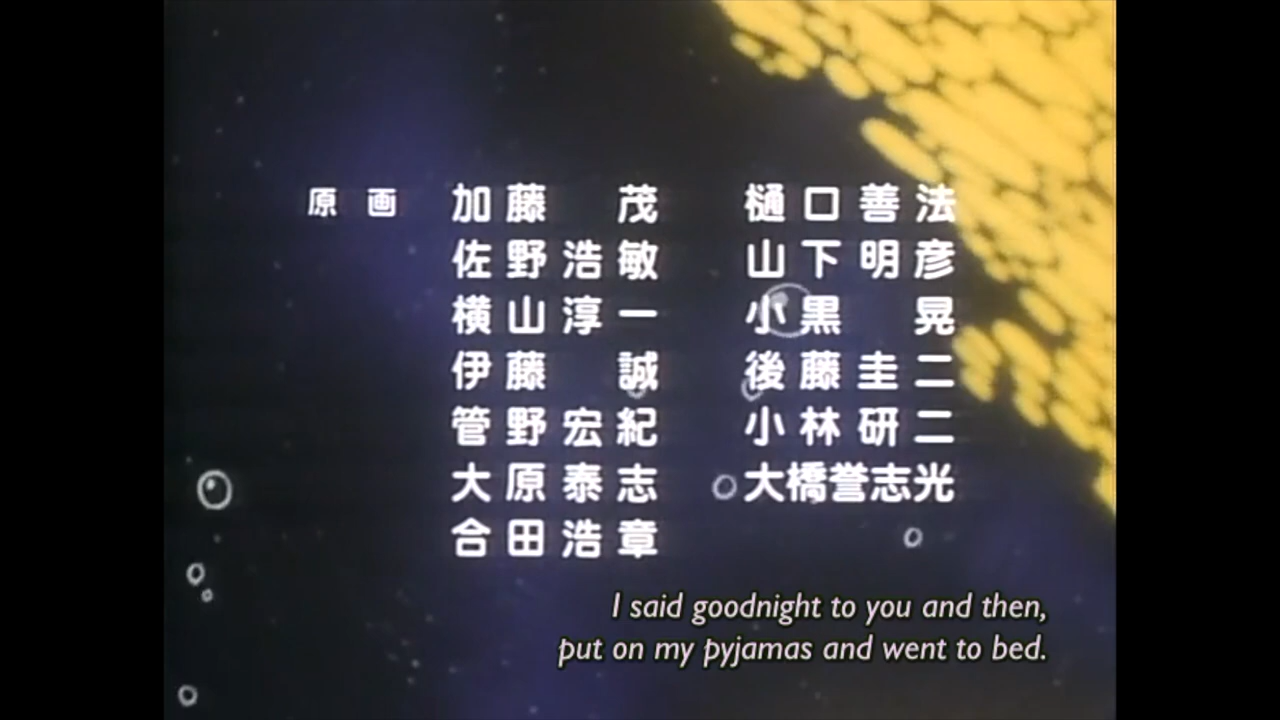 原画 加藤 茂 樋口善法
佐野浩敏 山下明彦
横山淳一 小黒 晃
伊藤 誠 後藤圭二
管野宏紀 小林研二
大原泰志 大橋誉志光
合田浩章
I said goodnight to you and then,
put on my pyjamas and went to bed.